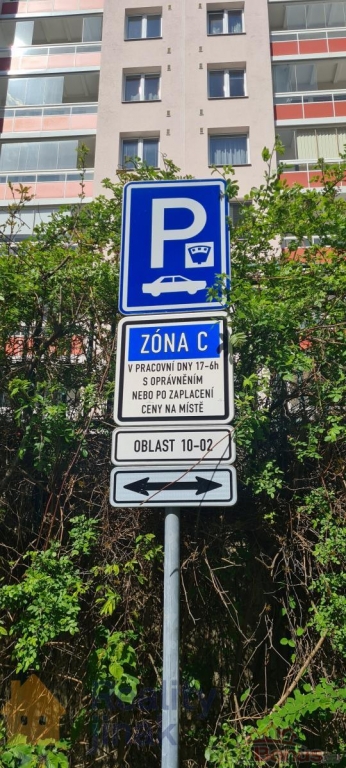 P
ZÓNA C
V PRACOVNÍ DNY 17-6h
S OPRÁVNĚNÍM
NEBO PO ZAPLACENÍ
CENY NA MÍSTĚ
OBLAST 10-02